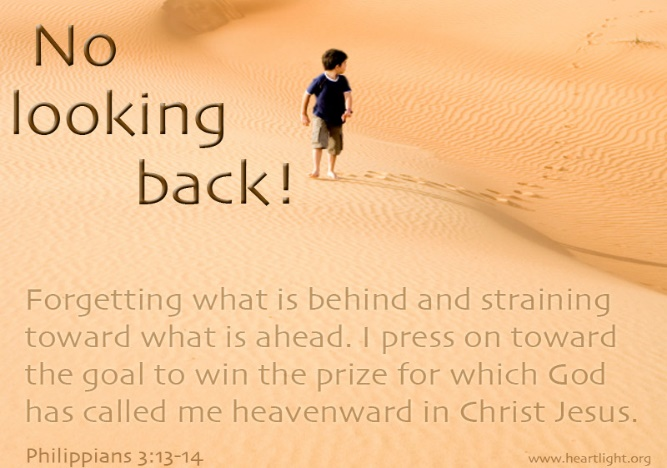 No
looking
back!
Forgetting what is behind and straining
toward what is ahead. I press on toward
the goal to win the prize for which God
has called me heavenward in Christ Jesus.
Philippians 3:13-14
www.heartlight.org